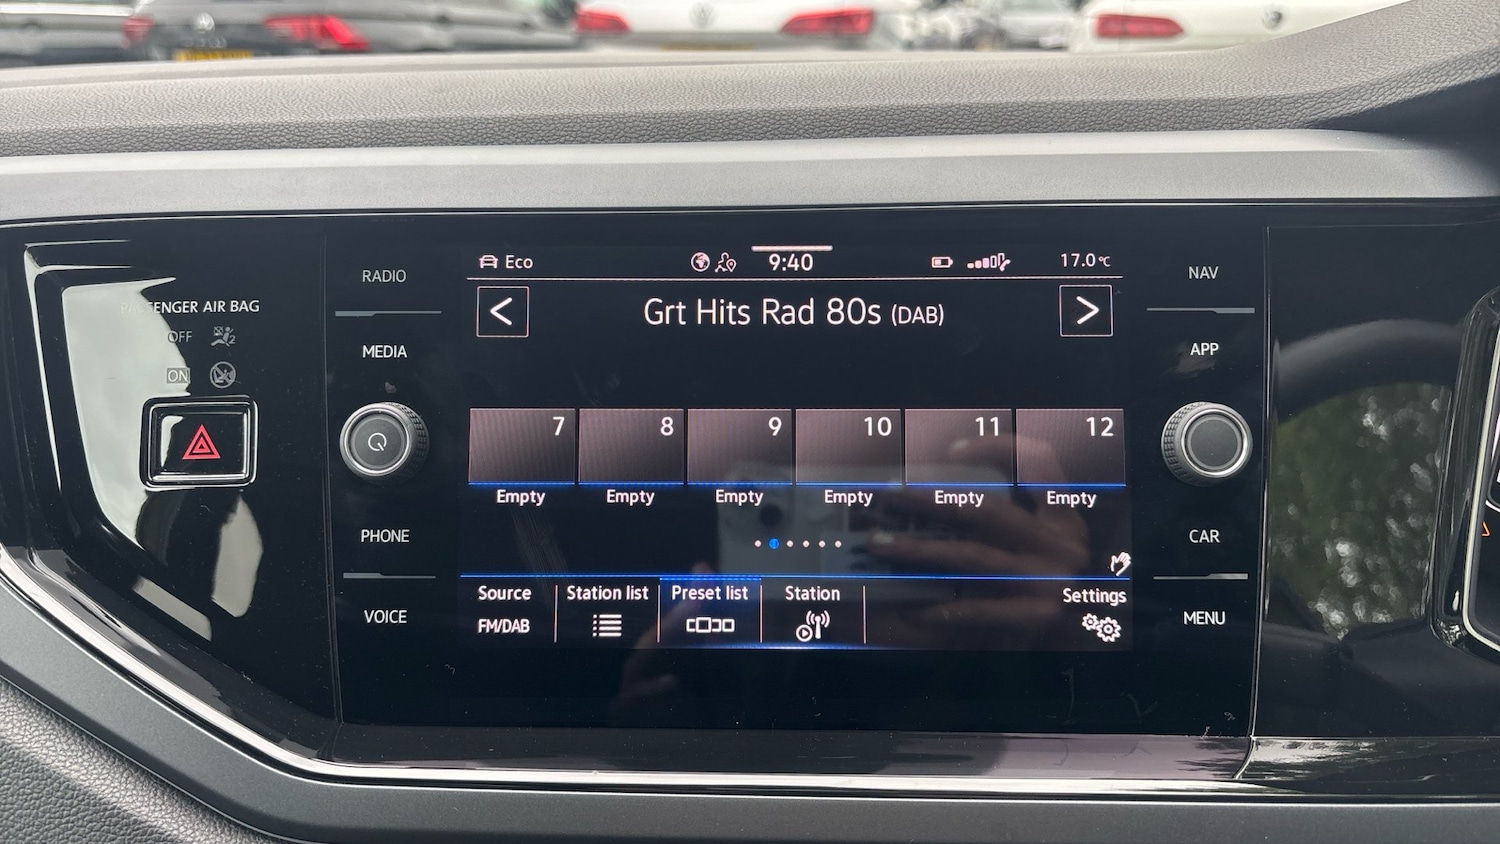 PASSENGER AIR BAG
OFF
2
ON
RADIO
MEDIA
PHONE
VOICE
Eco
9:40
17.0°C
<
Grt Hits Rad 80s (DAB)
>
7
8
9
10
11
12
Empty
Empty
Empty
Empty
Empty
Empty
Source
Station list
Preset list
Station
Settings
FM/DAB
NAV
APP
CAR
MENU